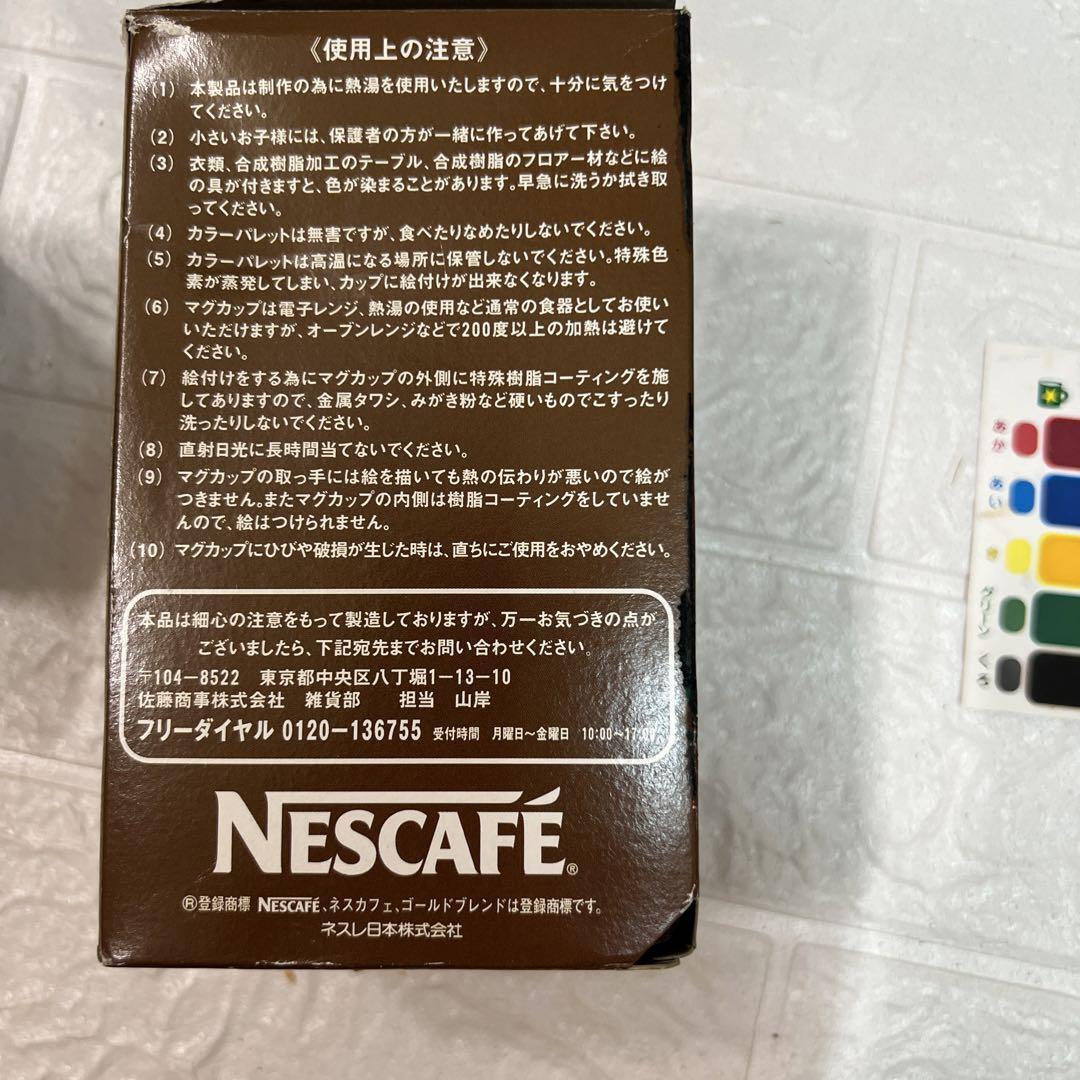 《使用上の注意》
(1) 本製品は制作の為に熱湯を使用いたしますので、十分に気をつけ
てください。
(2) 小さいお子様には、保護者の方が一緒に作ってあげて下さい。
(3) 衣類、合成樹脂加工のテーブル、合成樹脂のフロアー材などに絵
の具が付きますと、色が染まることがあります。早急に洗うか拭き取
ってください。
(4) カラーパレットは無害ですが、食べたりなめたりしないでください。
(5) カラーパレットは高温になる場所に保管しないでください。特殊色
素が蒸発してしまい、カップに絵付けが出来なくなります。
(6) マグカップは電子レンジ、熱湯の使用など通常の食器としてお使い
いただけますが、オーブンレンジなどで200度以上の加熱は避けて
ください。
(7) 絵付けをする為にマグカップの外側に特殊樹脂コーティングを施
してありますので、金属タワシ、みがき粉など硬いものでこすったり
洗ったりしないでください。
(8) 直射日光に長時間当てないでください。
(9) マグカップの取っ手には絵を描いても熱の伝わりが悪いので絵が
つきません。またマグカップの内側は樹脂コーティングをしていませ
んので、絵はつけられません。
(10) マグカップにひびや破損が生じた時は、直ちにご使用をおやめください。
本品は細心の注意をもって製造しておりますが、万一お気づきの点が
ございましたら、下記宛先までお問い合わせください。
〒104-8522 東京都中央区八丁堀1-13-10
佐藤商事株式会社 雑貨部 担当 山岸
フリーダイヤル 0120-136755 受付時間 月曜日〜金曜日 10:00〜17:00
NESCAFÉ®
®登録商標 NESCAFÉ、ネスカフェ、ゴールドブレンドは登録商標です。
ネスレ日本株式会社
あか
あい
き
グリーン
くろ